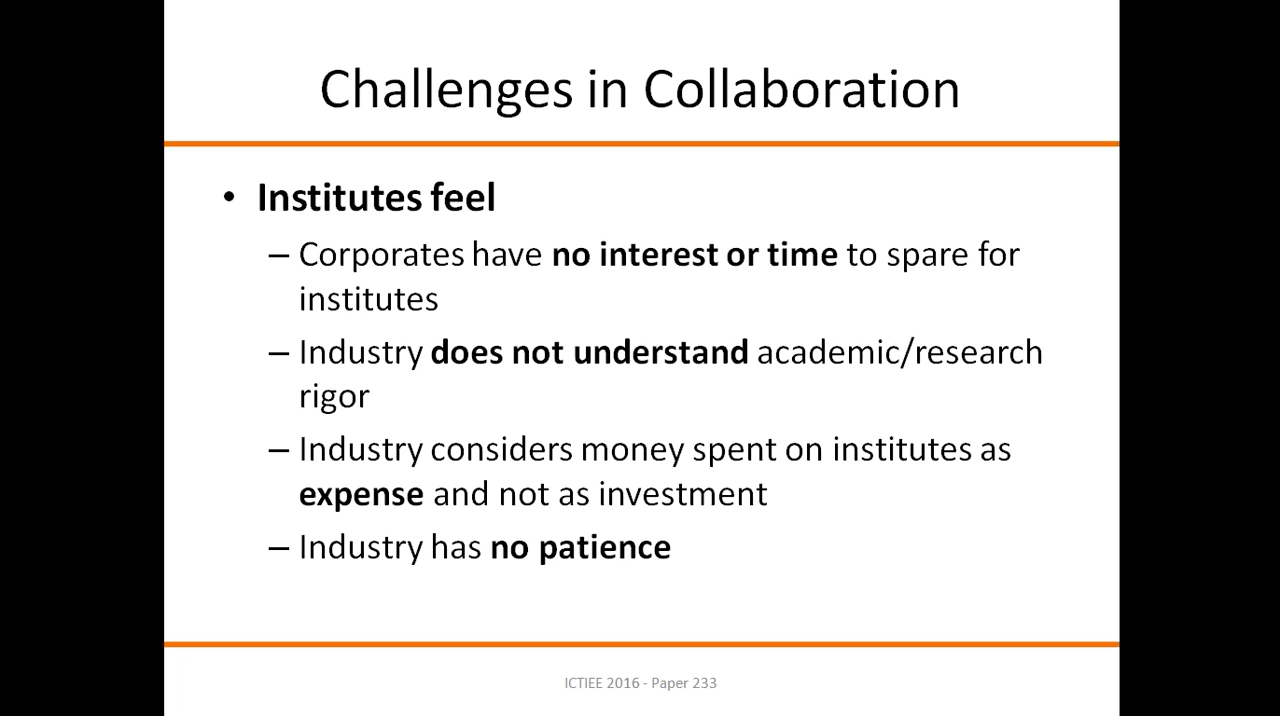 Challenges in Collaboration
• Institutes feel
– Corporates have no interest or time to spare for
institutes
– Industry does not understand academic/research
rigor
– Industry considers money spent on institutes as
expense and not as investment
– Industry has no patience
ICTIEE 2016 - Paper 233